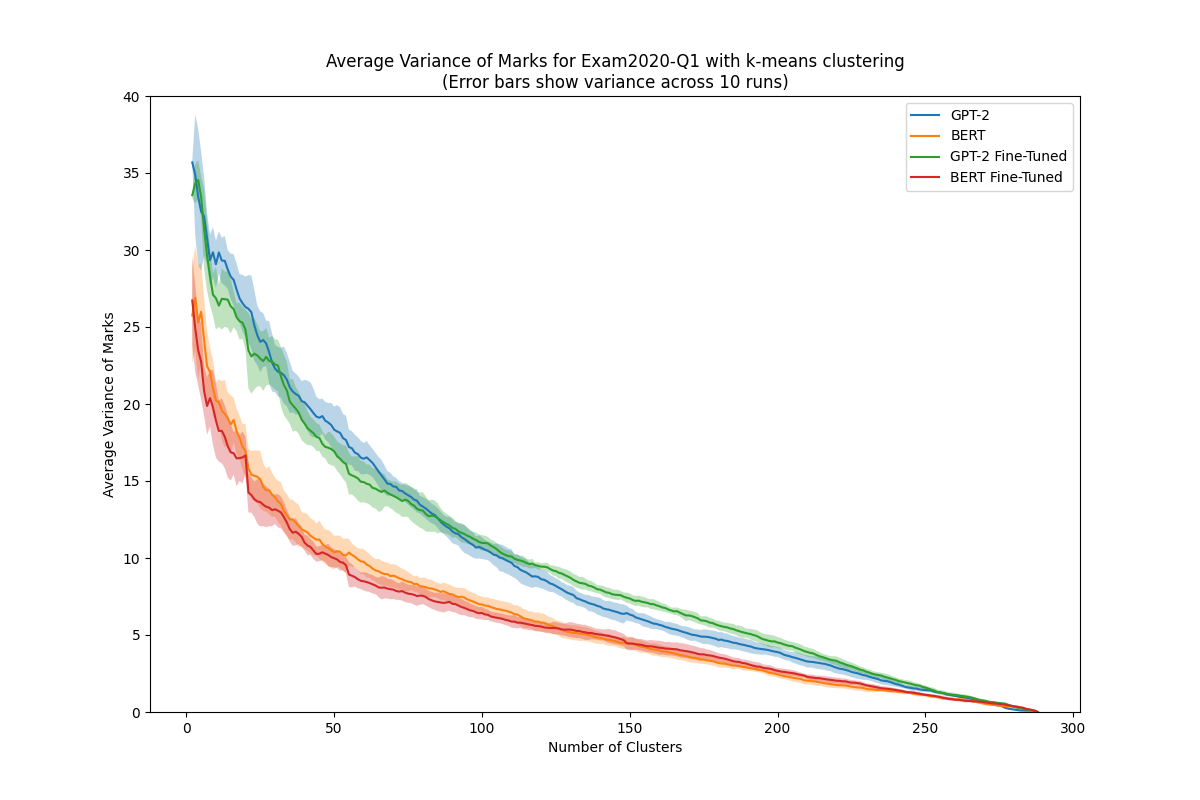 Average Variance of Marks for Exam2020-Q1 with k-means clustering
(Error bars show variance across 10 runs)
40
35
30
25
20
15
10
5
0
Average Variance of Marks
GPT-2
BERT
GPT-2 Fine-Tuned
BERT Fine-Tuned
0 50 100 150 200 250 300
Number of Clusters